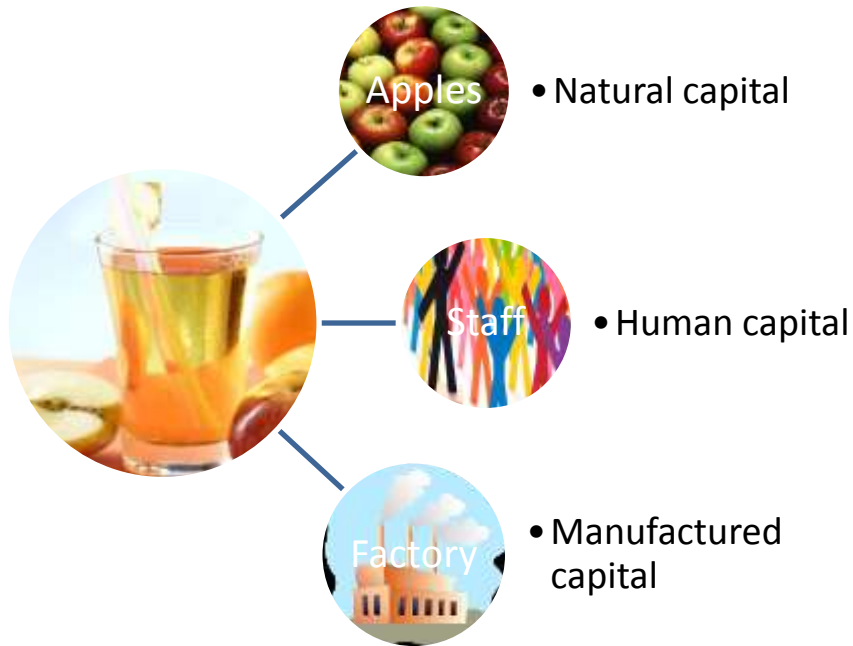 Apples
• Natural capital
Staff
• Human capital
Factory
• Manufactured
capital